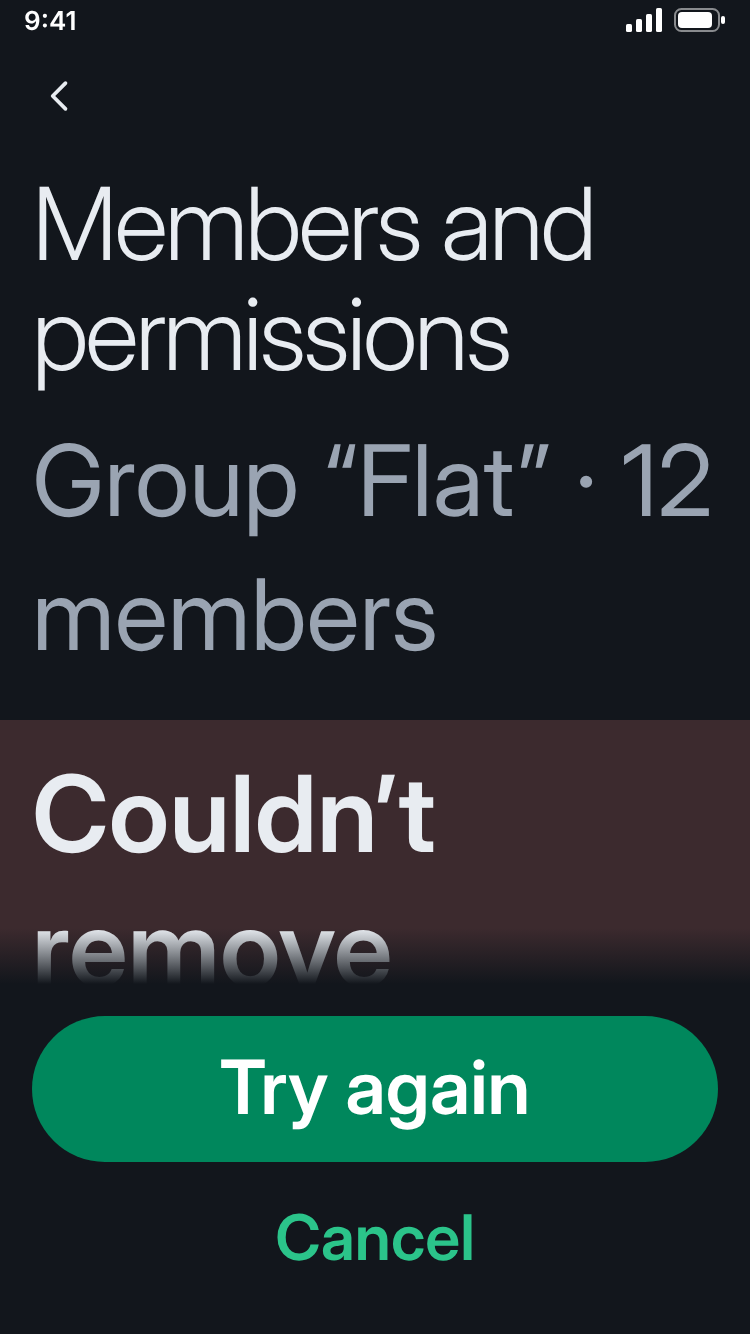 9:41
Members and
permissions
Group “Flat” · 12
members
Couldn’t
remove
Try again
Cancel